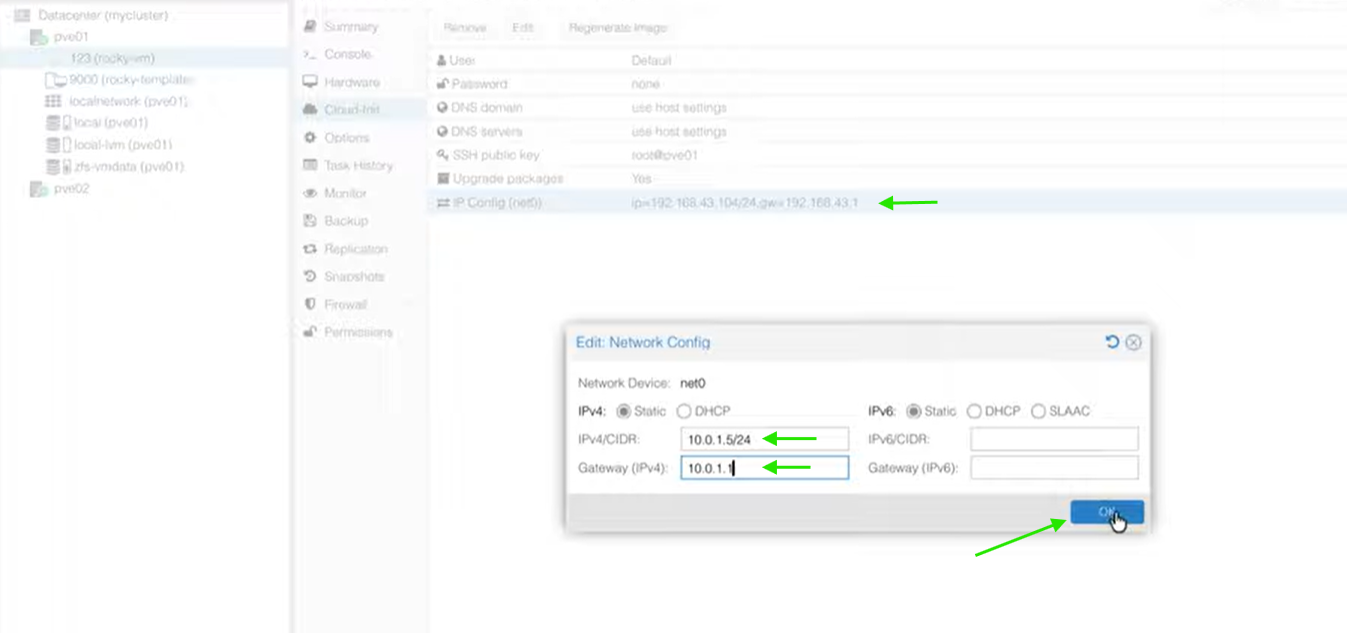 Datacenter (mycluster)
pve01
123 (rocky-vm)
9000 (rocky-template)
localnetwork (pve01)
local (pve01)
local-lvm (pve01)
zfs-vmdata (pve01)
pve02
Summary
Console
Hardware
Cloud-Init
Options
Task History
Monitor
Backup
Replication
Snapshots
Firewall
Permissions
Remove Edit Regenerate Image
User Default
Password none
DNS domain use host settings
DNS servers use host settings
SSH public key root@pve01
Upgrade packages Yes
IP Config (net0) ip=192.168.43.104/24,gw=192.168.43.1
Edit: Network Config
Network Device: net0
IPv4: Static DHCP IPv6: Static DHCP SLAAC
IPv4/CIDR: 10.0.1.5/24 IPv6/CIDR:
Gateway (IPv4): 10.0.1.1 Gateway (IPv6):
OK